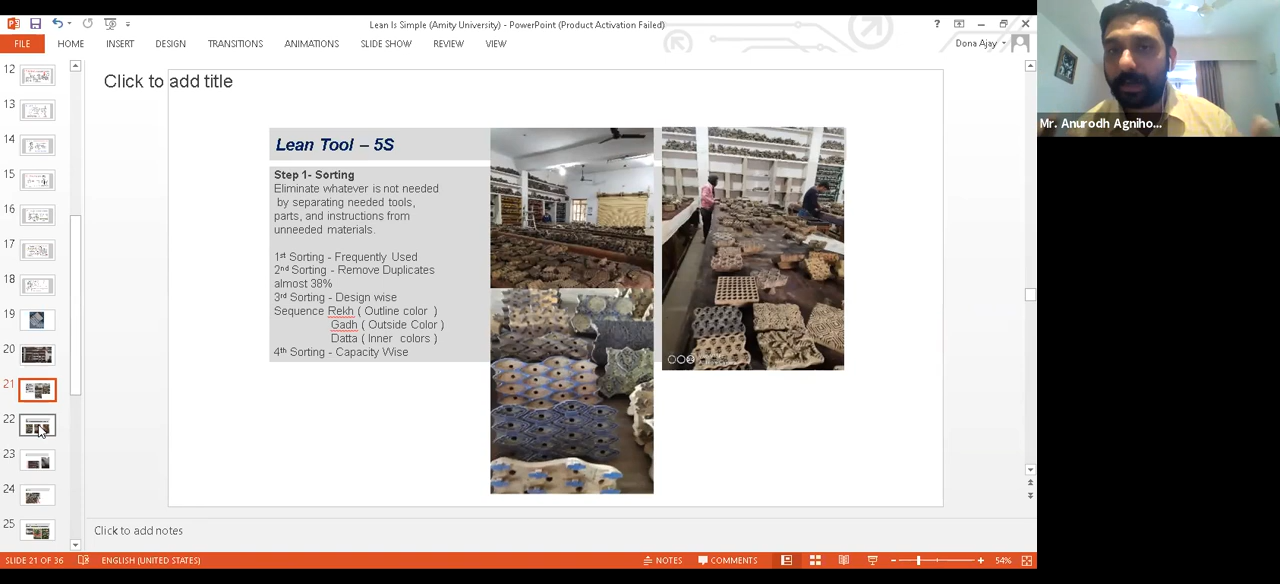 Lean Is Simple (Amity University) - PowerPoint (Product Activation Failed)
?
FILE HOME INSERT DESIGN TRANSITIONS ANIMATIONS SLIDE SHOW REVIEW VIEW
Dona Ajay
Mr. Anurodh Agniho...
12
13
14
15
16
17
18
19
20
21
22
23
24
25
Click to add title
Lean Tool – 5S
Step 1- Sorting
Eliminate whatever is not needed
by separating needed tools,
parts, and instructions from
unneeded materials.
1st Sorting - Frequently Used
2nd Sorting - Remove Duplicates
almost 38%
3rd Sorting - Design wise
Sequence Rekh ( Outline color )
Gadh ( Outside Color )
Datta ( Inner colors )
4th Sorting - Capacity Wise
Click to add notes
SLIDE 21 OF 36 ENGLISH (UNITED STATES) NOTES COMMENTS 54%